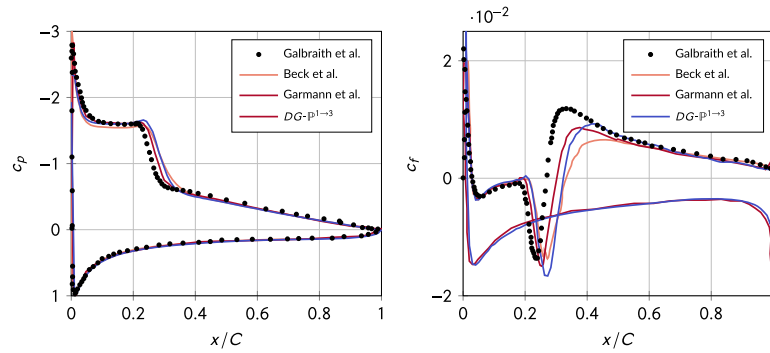 ·10⁻²
−3
−2
−1
0
1
0
0.2
0.4
0.6
0.8
1
x/C
c_p
Galbraith et al.
Beck et al.
Garmann et al.
DG-ℙ^{1→3}
2
0
−2
0
0.2
0.4
0.6
0.8
x/C
c_f
Galbraith et al.
Beck et al.
Garmann et al.
DG-ℙ^{1→3}